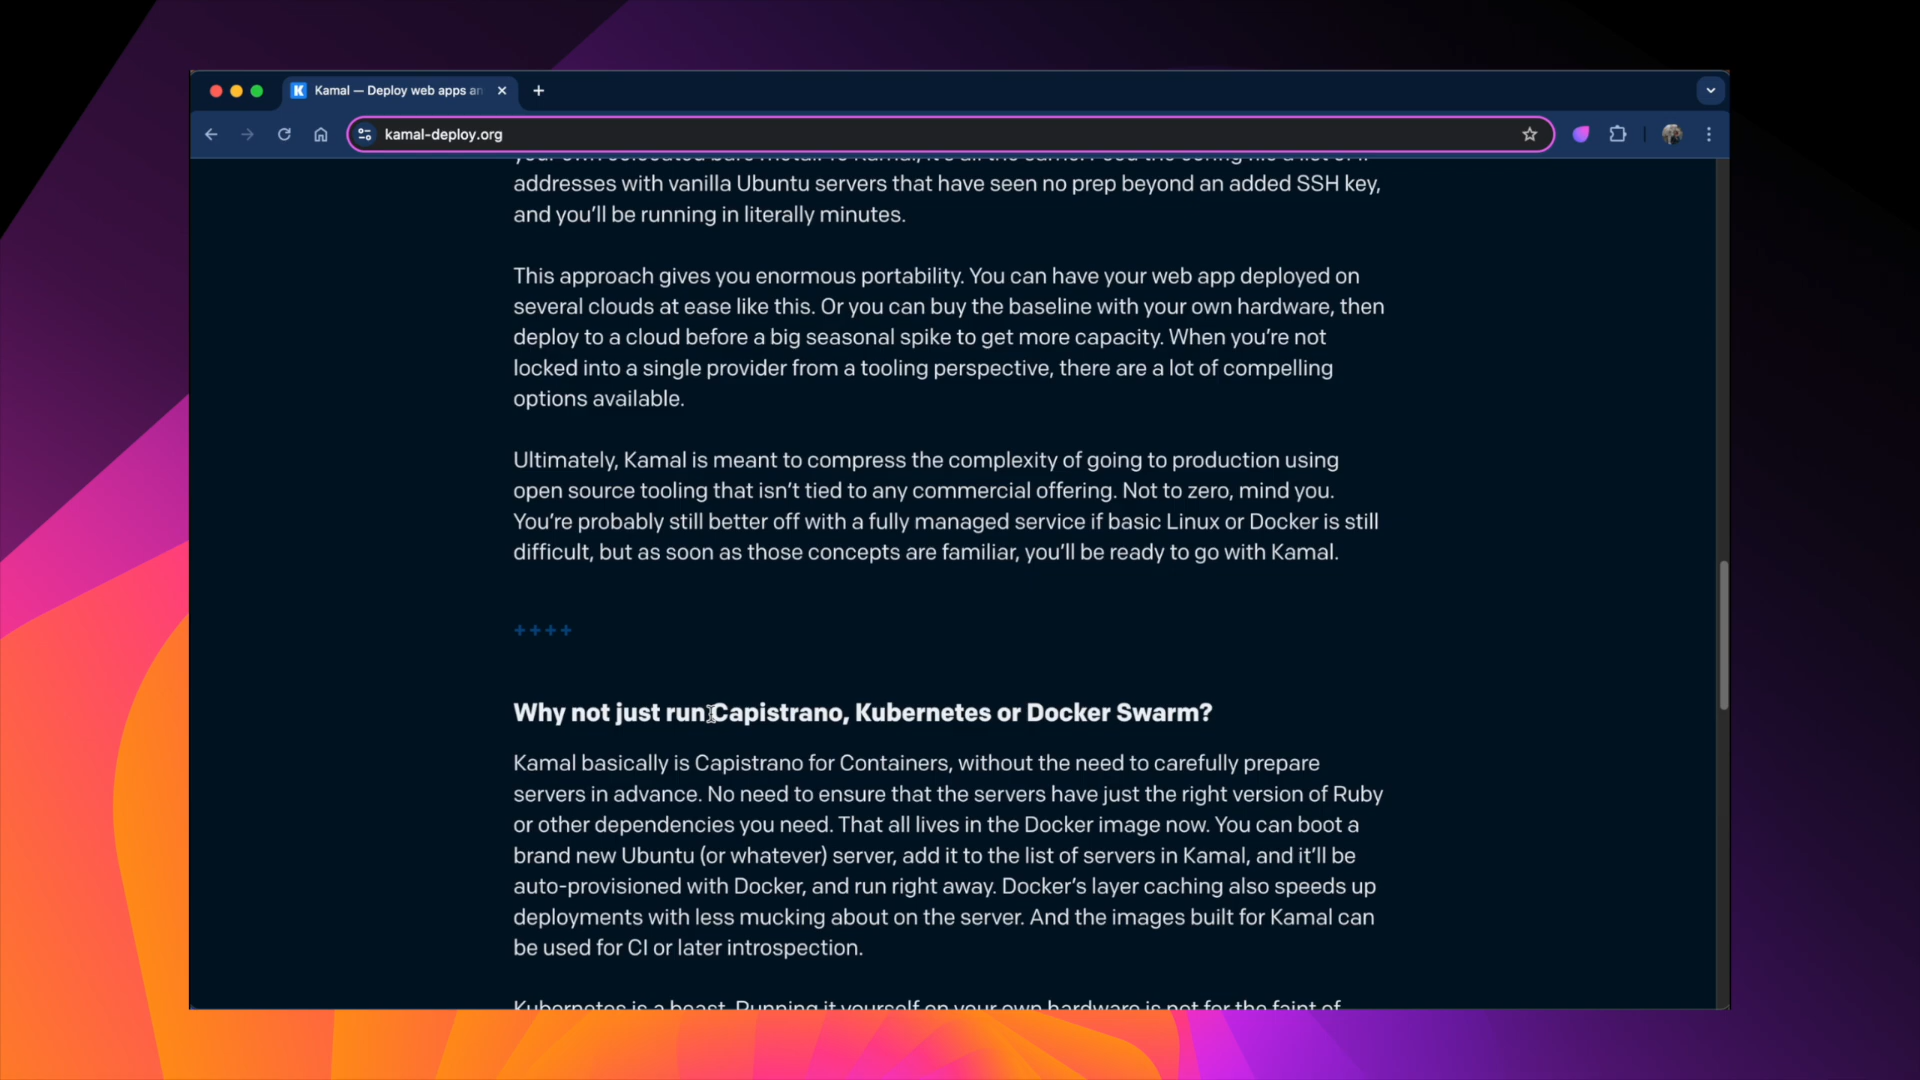 Kamal — Deploy web apps an
kamal-deploy.org
addresses with vanilla Ubuntu servers that have seen no prep beyond an added SSH key,
and you’ll be running in literally minutes.
This approach gives you enormous portability. You can have your web app deployed on
several clouds at ease like this. Or you can buy the baseline with your own hardware, then
deploy to a cloud before a big seasonal spike to get more capacity. When you’re not
locked into a single provider from a tooling perspective, there are a lot of compelling
options available.
Ultimately, Kamal is meant to compress the complexity of going to production using
open source tooling that isn’t tied to any commercial offering. Not to zero, mind you.
You’re probably still better off with a fully managed service if basic Linux or Docker is still
difficult, but as soon as those concepts are familiar, you’ll be ready to go with Kamal.
++++
Why not just run Capistrano, Kubernetes or Docker Swarm?
Kamal basically is Capistrano for Containers, without the need to carefully prepare
servers in advance. No need to ensure that the servers have just the right version of Ruby
or other dependencies you need. That all lives in the Docker image now. You can boot a
brand new Ubuntu (or whatever) server, add it to the list of servers in Kamal, and it’ll be
auto-provisioned with Docker, and run right away. Docker’s layer caching also speeds up
deployments with less mucking about on the server. And the images built for Kamal can
be used for CI or later introspection.
Kubernetes is a beast. Running it yourself on your own hardware is not for the faint of